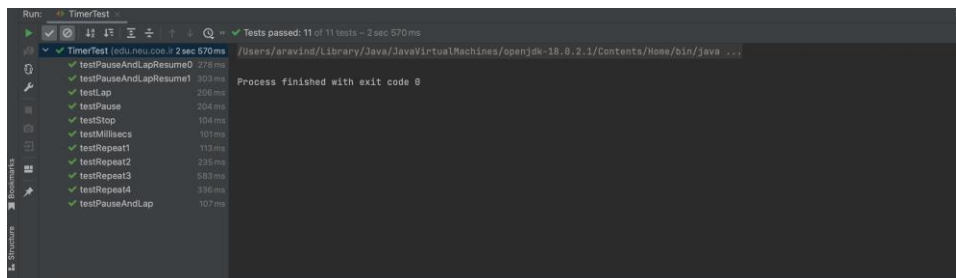 Run: TimerTest ×
Tests passed: 11 of 11 tests – 2 sec 570 ms
TimerTest (edu.neu.coe.i 2 sec 570 ms
/Users/aravind/Library/Java/JavaVirtualMachines/openjdk-18.0.2.1/Contents/Home/bin/java ...
testPauseAndLapResume0 278 ms
testPauseAndLapResume1 303 ms
Process finished with exit code 0
testLap 206 ms
testPause 204 ms
testStop 104 ms
testMillisecs 101 ms
testRepeat1 113 ms
testRepeat2 235 ms
testRepeat3 583 ms
testRepeat4 336 ms
testPauseAndLap 107 ms
Bookmarks
Structure